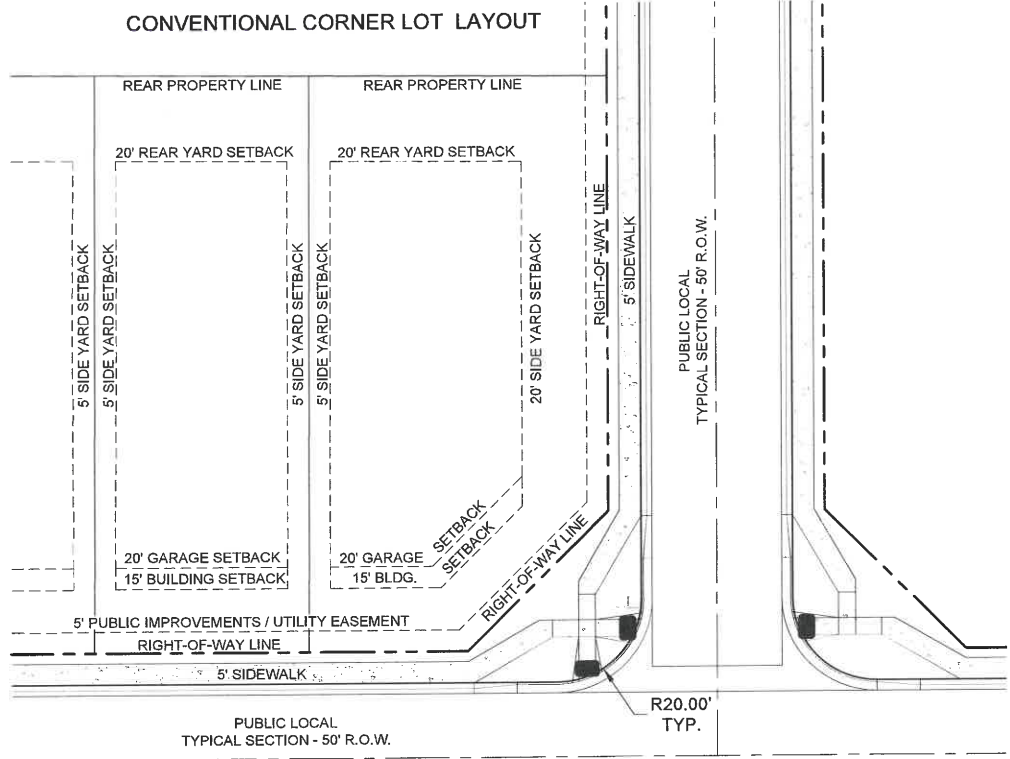 CONVENTIONAL CORNER LOT LAYOUT
REAR PROPERTY LINE
REAR PROPERTY LINE
20' REAR YARD SETBACK
20' REAR YARD SETBACK
5' SIDE YARD SETBACK
5' SIDE YARD SETBACK
5' SIDE YARD SETBACK
5' SIDE YARD SETBACK
20' SIDE YARD SETBACK
RIGHT-OF-WAY LINE
5' SIDEWALK
PUBLIC LOCAL
TYPICAL SECTION - 50' R.O.W.
20' GARAGE SETBACK
15' BUILDING SETBACK
20' GARAGE SETBACK
15' BLDG. SETBACK
RIGHT-OF-WAY LINE
5' PUBLIC IMPROVEMENTS / UTILITY EASEMENT
RIGHT-OF-WAY LINE
5' SIDEWALK
R20.00'
TYP.
PUBLIC LOCAL
TYPICAL SECTION - 50' R.O.W.